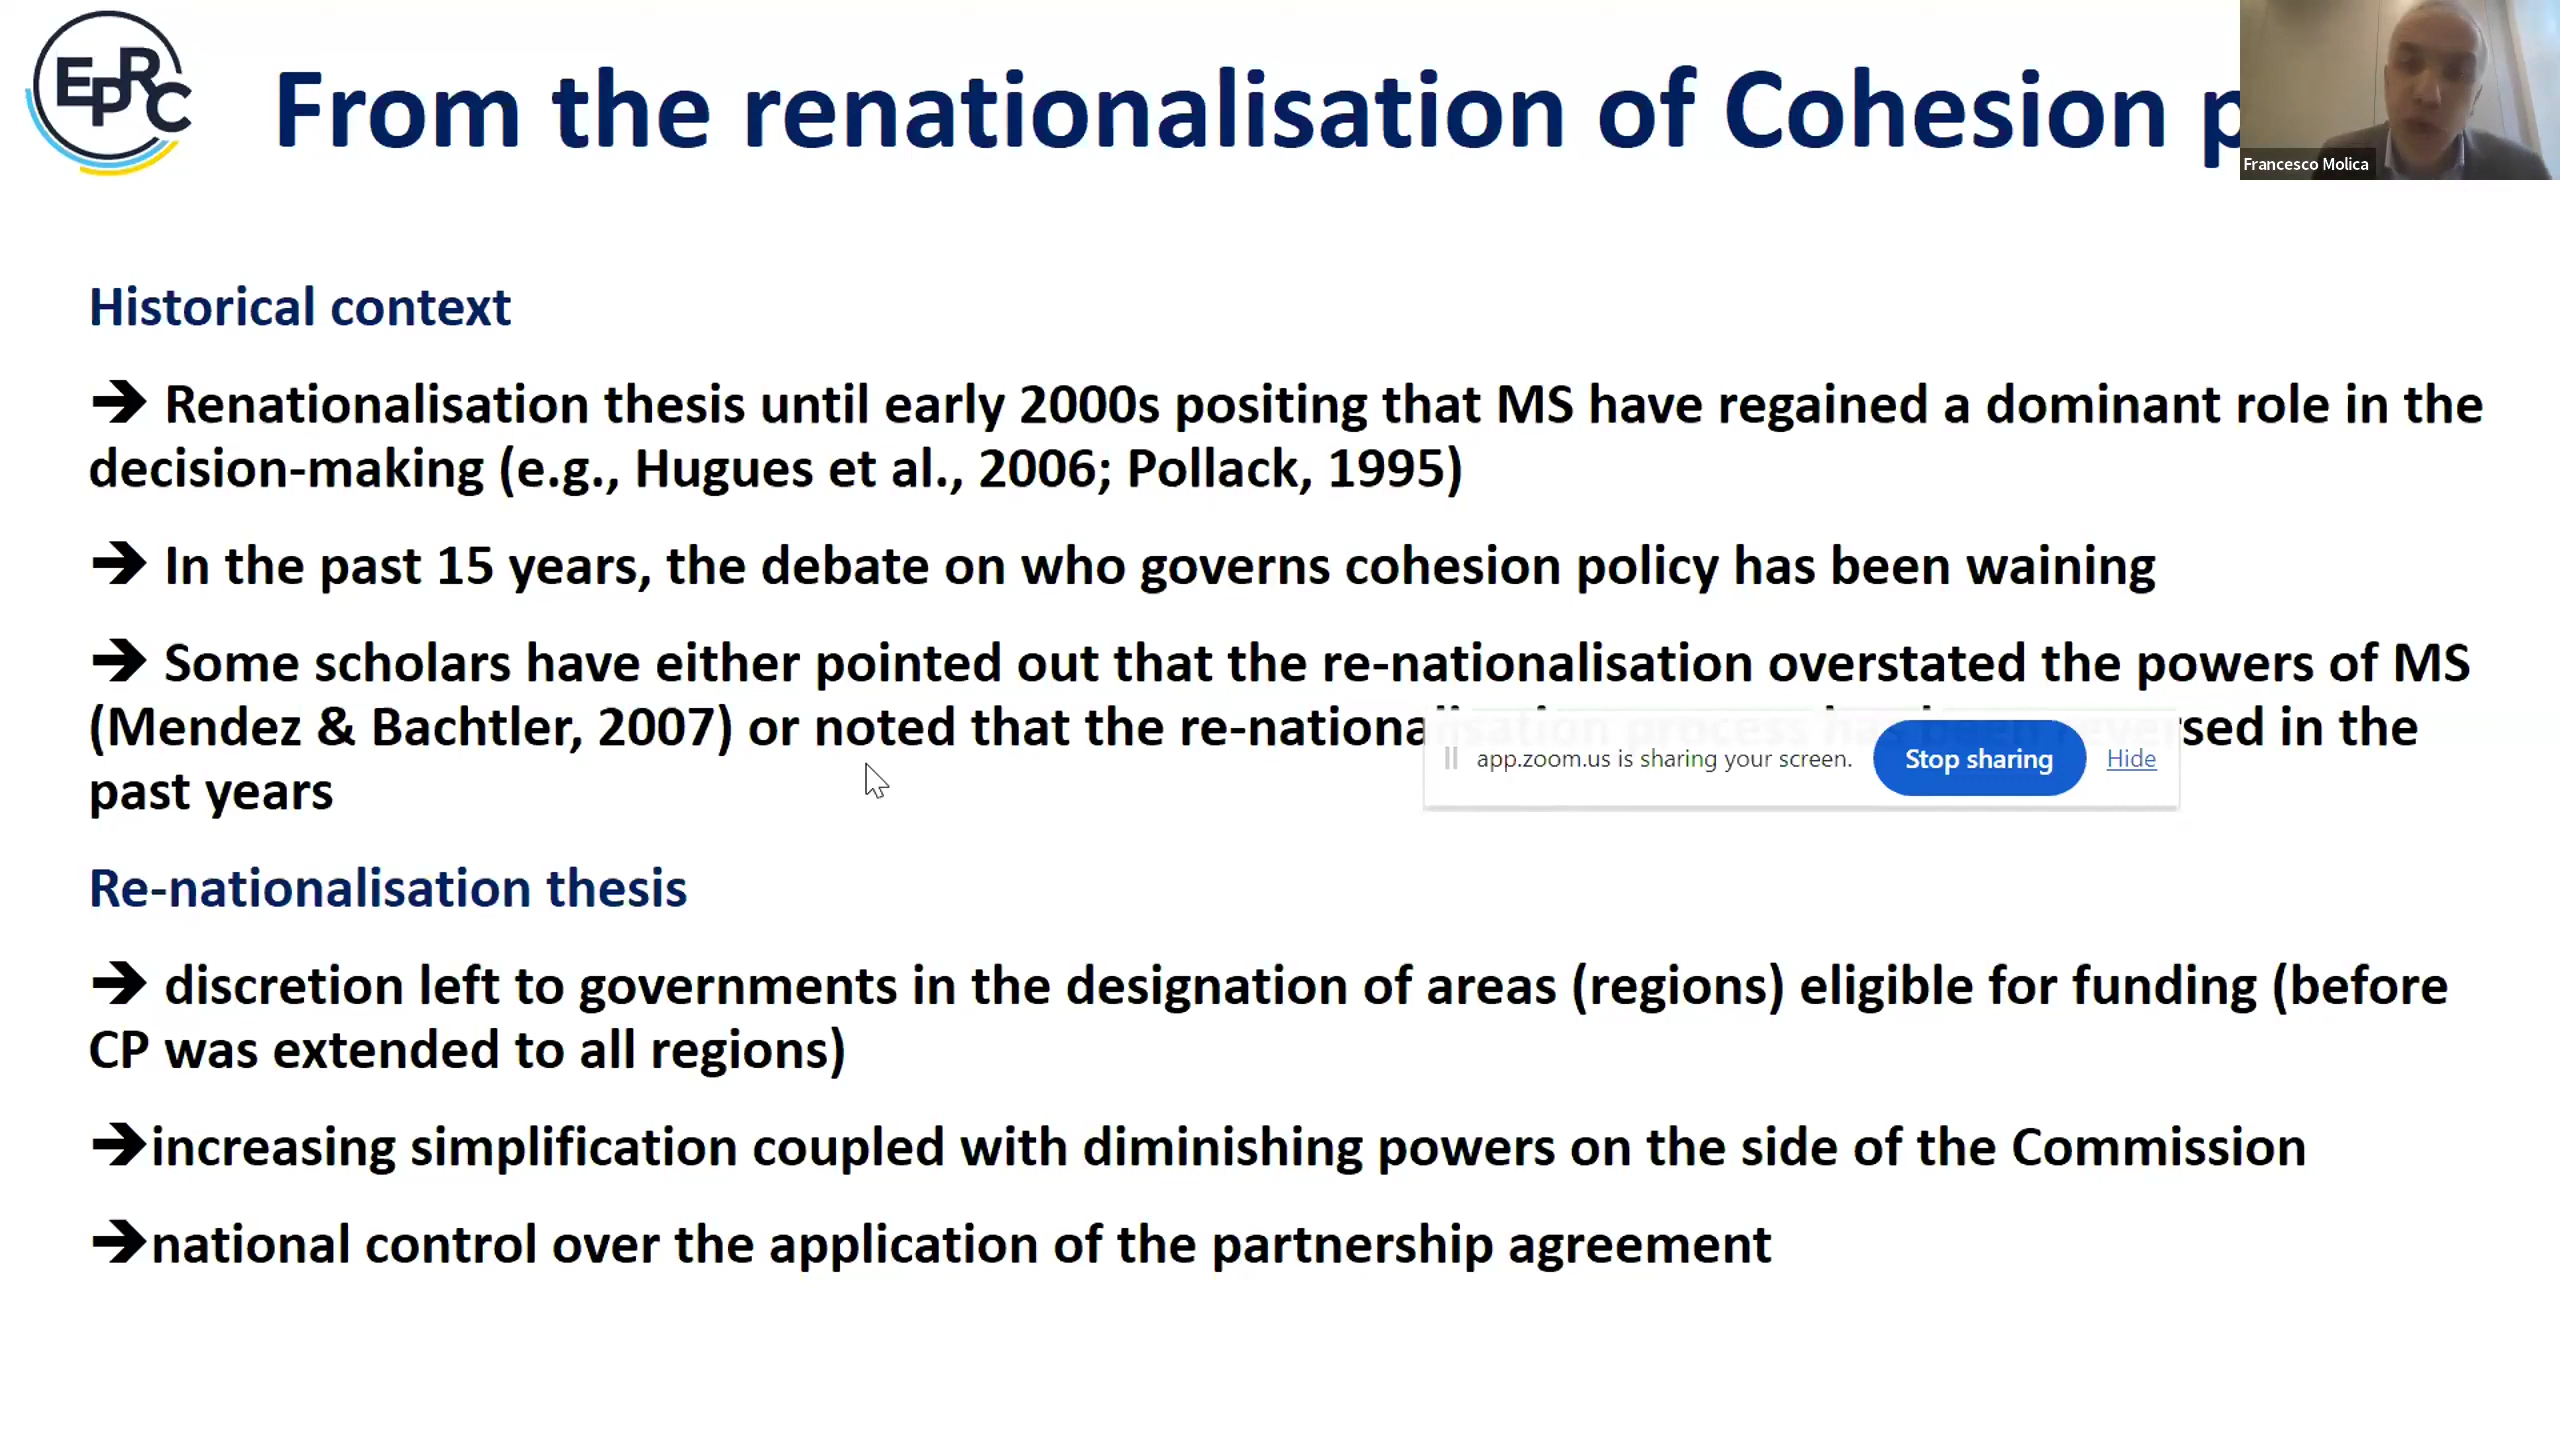 EPRC
From the renationalisation of Cohesion p
Francesco Molica
Historical context
➔ Renationalisation thesis until early 2000s positing that MS have regained a dominant role in the
decision-making (e.g., Hugues et al., 2006; Pollack, 1995)
➔ In the past 15 years, the debate on who governs cohesion policy has been waining
➔ Some scholars have either pointed out that the re-nationalisation overstated the powers of MS
(Mendez & Bachtler, 2007) or noted that the re-nationalisation process has been reversed in the
app.zoom.us is sharing your screen. Stop sharing Hide
past years
Re-nationalisation thesis
➔ discretion left to governments in the designation of areas (regions) eligible for funding (before
CP was extended to all regions)
➔increasing simplification coupled with diminishing powers on the side of the Commission
➔national control over the application of the partnership agreement